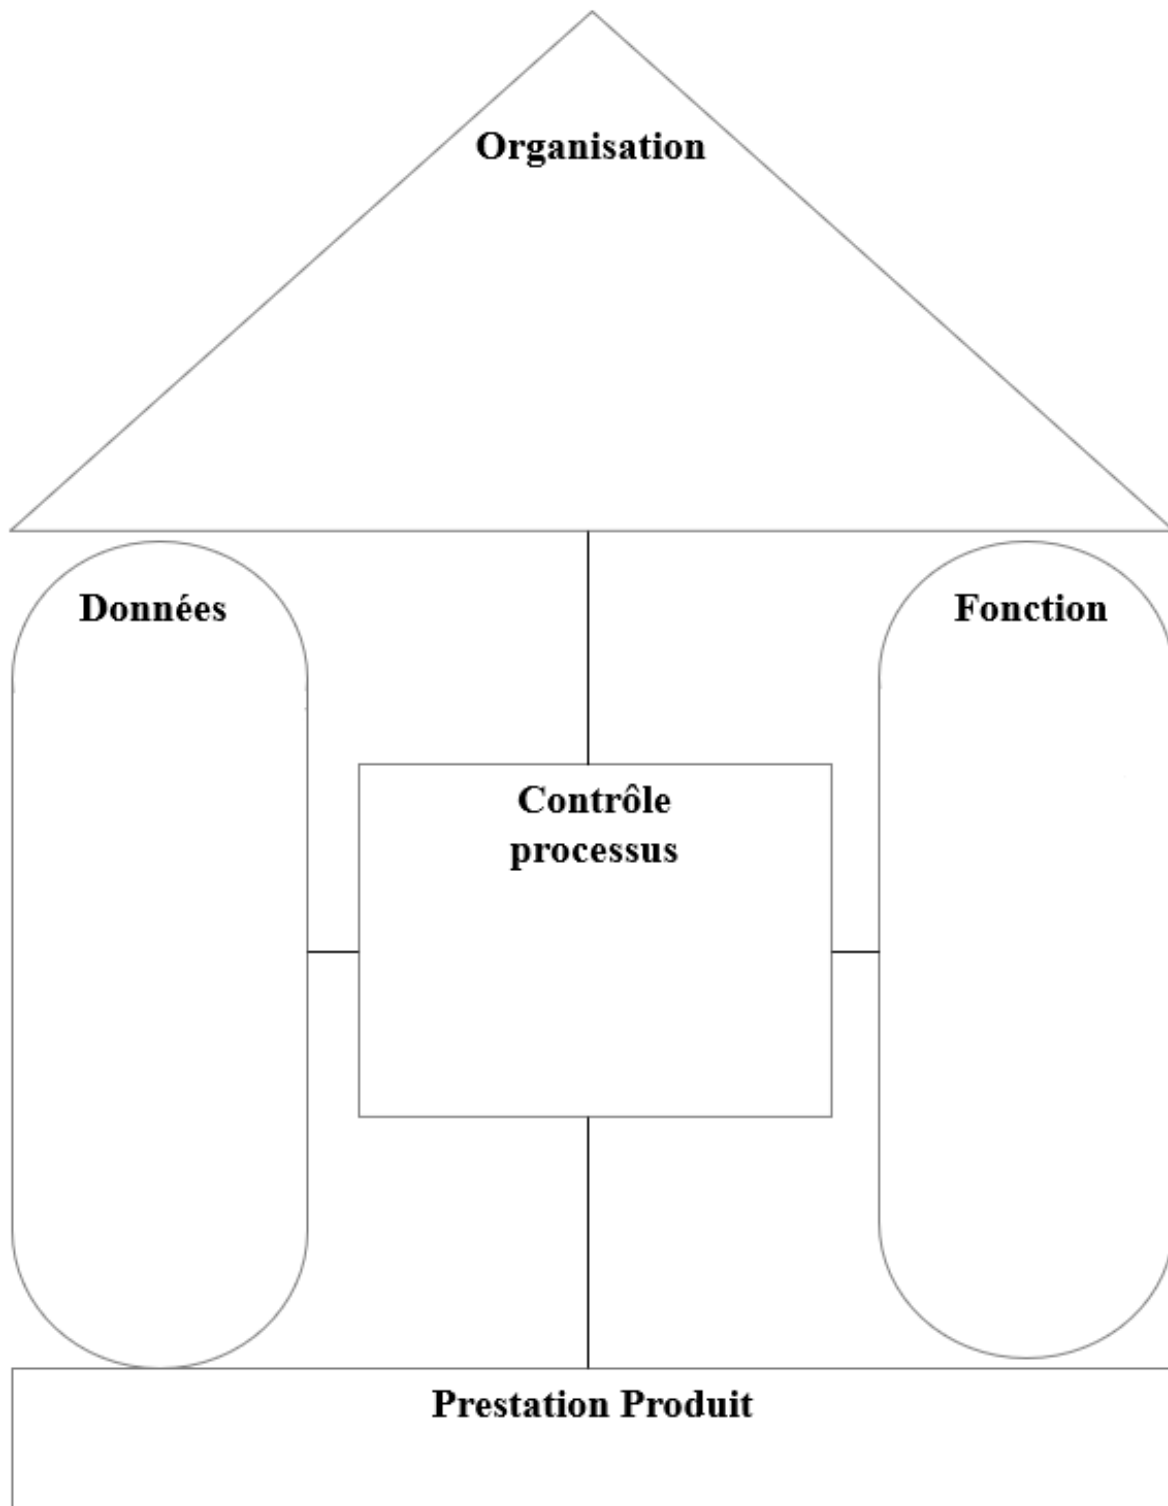 Organisation
Données
Fonction
Contrôle
processus
Prestation Produit